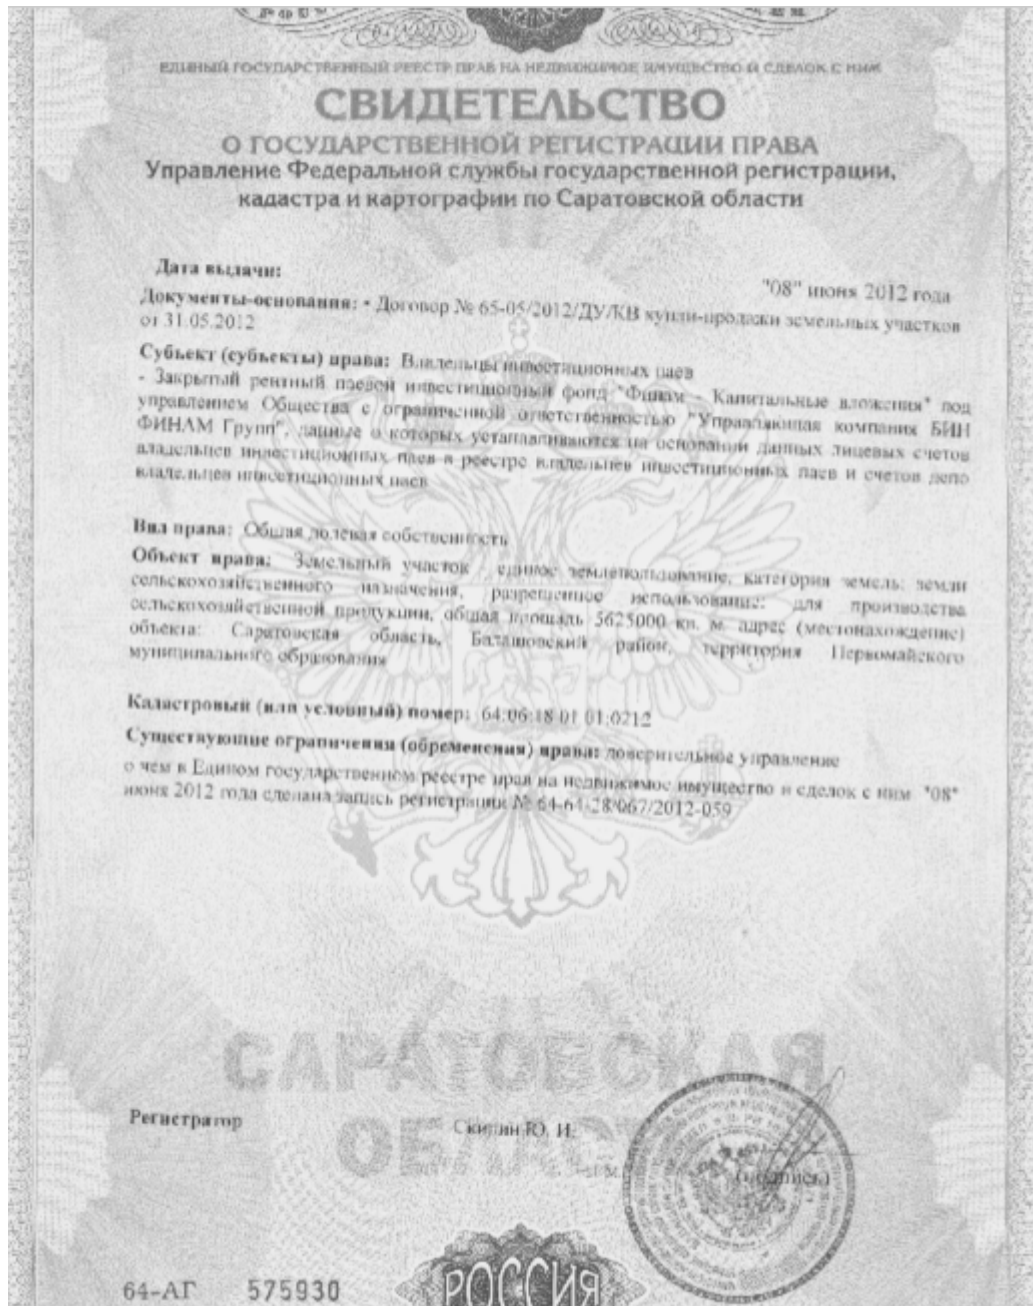 ЕДИНЫЙ ГОСУДАРСТВЕННЫЙ РЕЕСТР ПРАВ НА НЕДВИЖИМОЕ ИМУЩЕСТВО И СДЕЛОК С НИМ
СВИДЕТЕЛЬСТВО
О ГОСУДАРСТВЕННОЙ РЕГИСТРАЦИИ ПРАВА
Управление Федеральной службы государственной регистрации,
кадастра и картографии по Саратовской области
Дата выдачи:
"08" июня 2012 года
Документы-основания: • Договор № 65-05/2012/ДУ/КВ купли-продажи земельных участков
от 31.05.2012
Субъект (субъекты) права: Владельцы инвестиционных паев
- Закрытый рентный паевой инвестиционный фонд "Финам - Капитальные вложения" под
управлением Общества с ограниченной ответственностью "Управляющая компания БИН
ФИНАМ Групп", данные о которых устанавливаются на основании данных лицевых счетов
владельцев инвестиционных паев в реестре владельцев инвестиционных паев и счетов депо
владельцев инвестиционных паев
Вид права: Общая долевая собственность
Объект права: Земельный участок единое землепользование, категория земель: земли
сельскохозяйственного назначения, разрешенное использование: для производства
сельскохозяйственной продукции, общая площадь 5625000 кв. м. адрес (местонахождение)
объекта: Саратовская область, Балашовский район, территория Первомайского
муниципального образования
Кадастровый (или условный) номер: 64:06:18 01 01:0212
Существующие ограничения (обременения) права: доверительное управление
о чем в Едином государственном реестре прав на недвижимое имущество и сделок с ним "08"
июня 2012 года сделана запись регистрации № 64-64-28/067/2012-059
САРАТОВСКАЯ
Регистратор
Скипин Ю. И.
(подпись)
64-АГ 575930
РОССИЯ